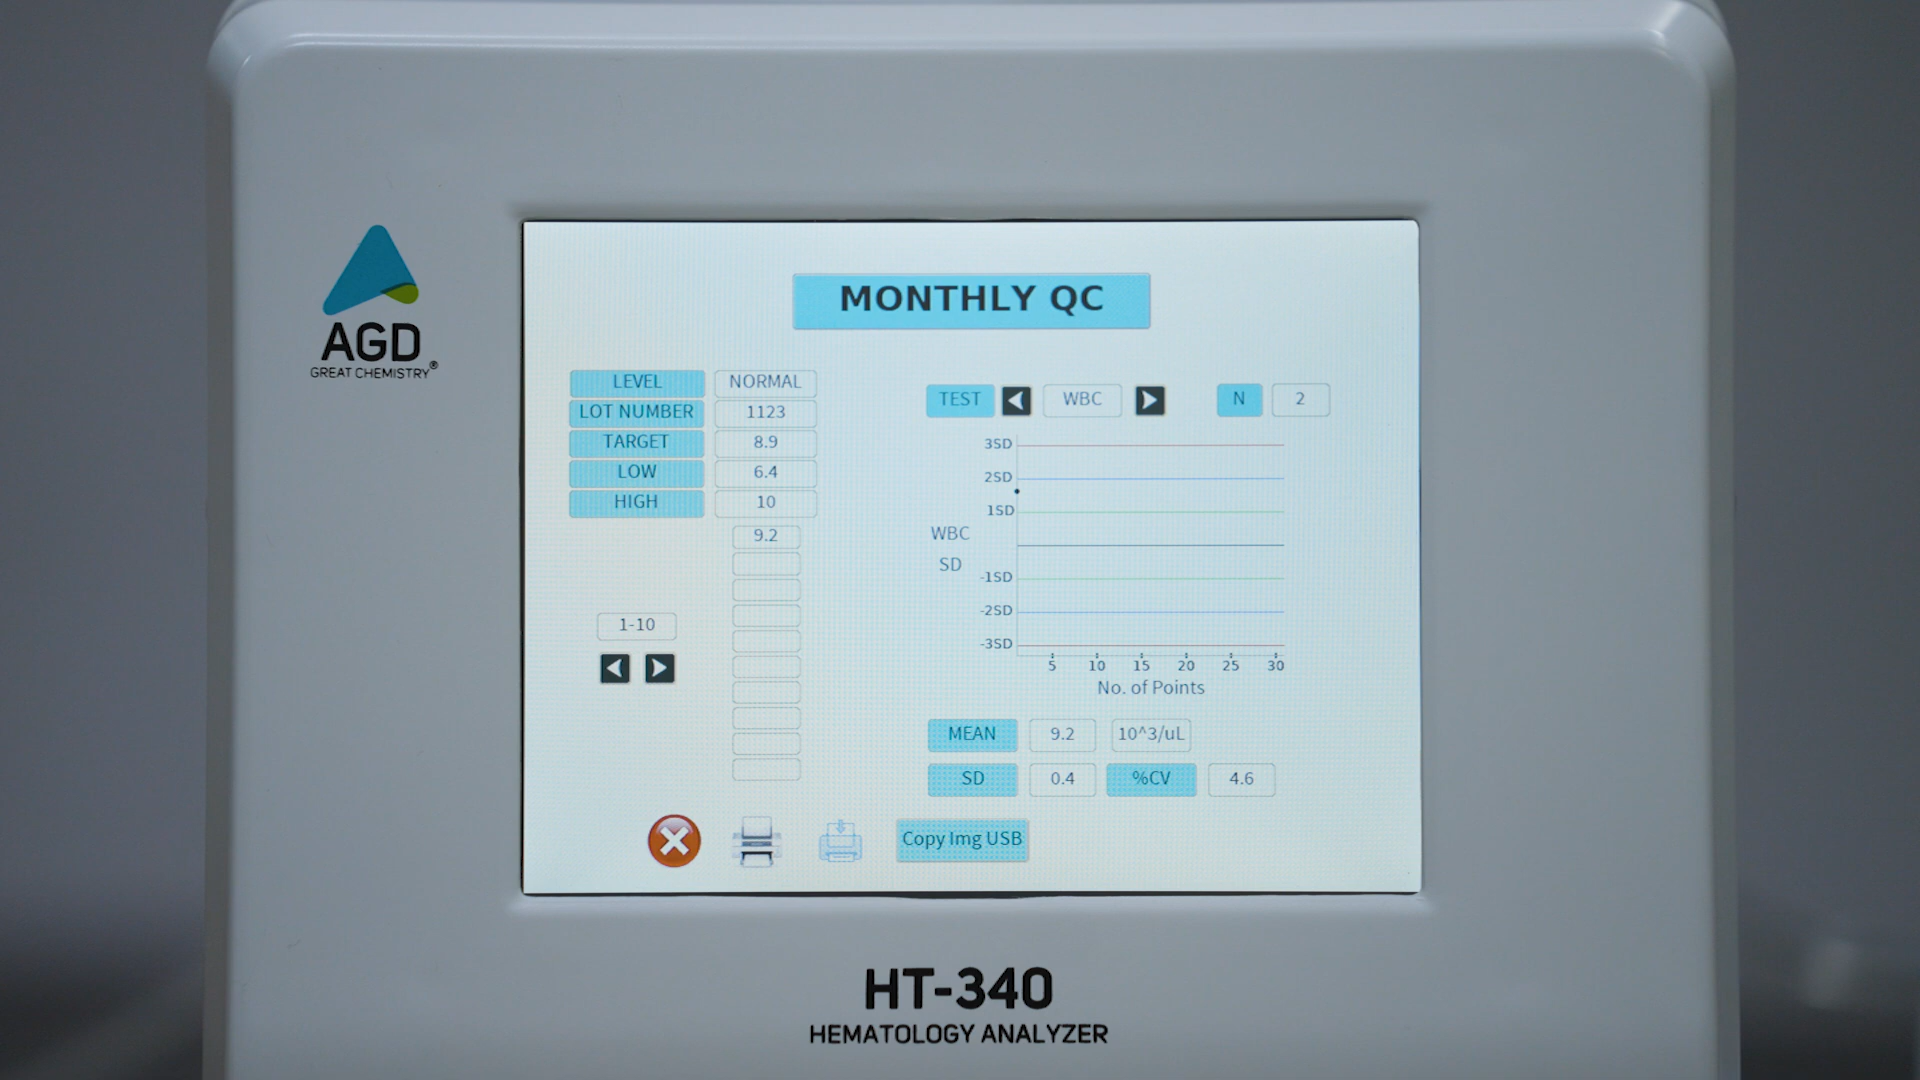 AGD
GREAT CHEMISTRY®
MONTHLY QC
LEVEL NORMAL
LOT NUMBER 1123
TARGET 8.9
LOW 6.4
HIGH 10
9.2
1-10
TEST WBC N 2
3SD
2SD
1SD
WBC
SD
-1SD
-2SD
-3SD
5 10 15 20 25 30
No. of Points
MEAN 9.2 10^3/uL
SD 0.4 %CV 4.6
Copy Img USB
HT-340
HEMATOLOGY ANALYZER